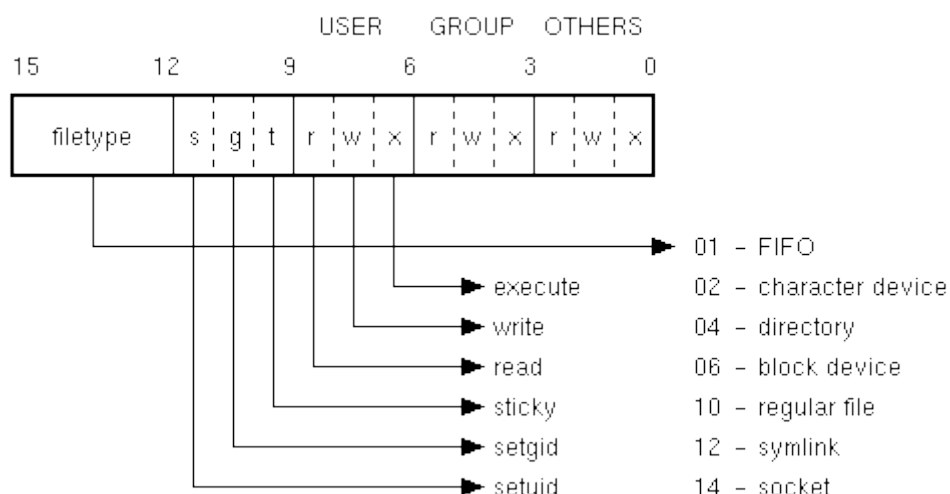 USER GROUP OTHERS
15 12 9 6 3 0
filetype s g t r w x r w x r w x
01 - FIFO
execute 02 - character device
write 04 - directory
read 06 - block device
sticky 10 - regular file
setgid 12 - symlink
setuid 14 - socket